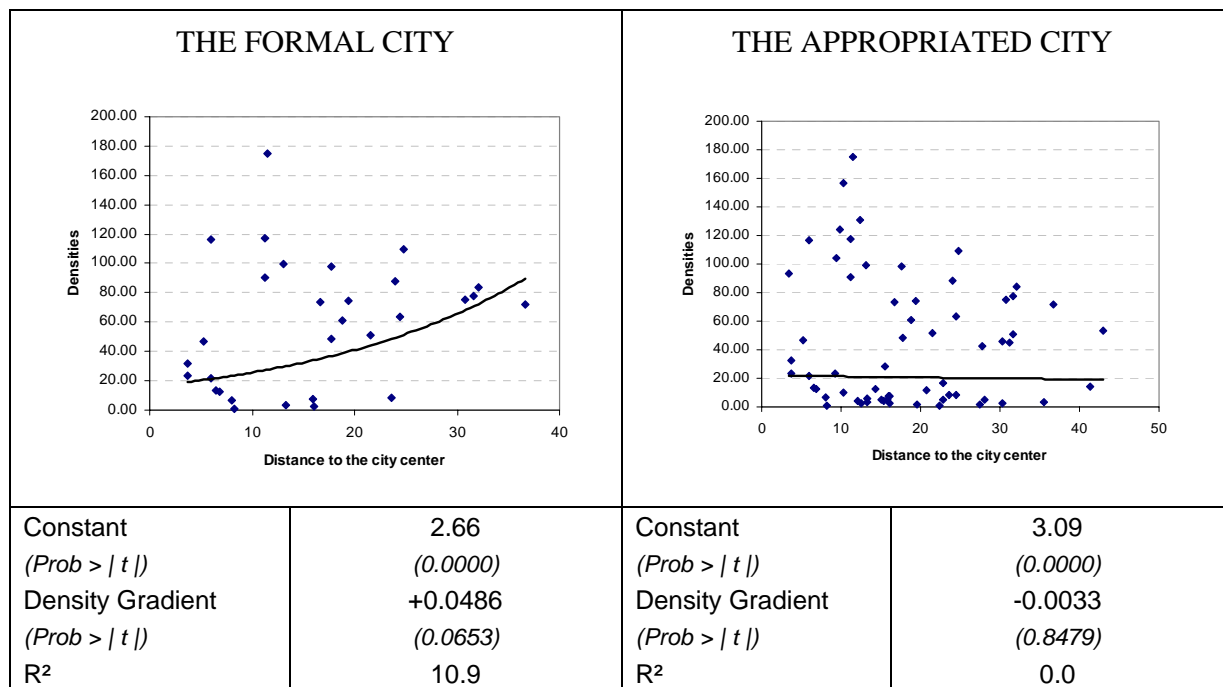 THE FORMAL CITY
200.00
180.00
160.00
140.00
120.00
100.00
80.00
60.00
40.00
20.00
0.00
Densities
0 10 20 30 40
Distance to the city center
THE APPROPRIATED CITY
200.00
180.00
160.00
140.00
120.00
100.00
80.00
60.00
40.00
20.00
0.00
Densities
0 10 20 30 40 50
Distance to the city center
Constant 2.66
(Prob > | t |) (0.0000)
Density Gradient +0.0486
(Prob > | t |) (0.0653)
R² 10.9
Constant 3.09
(Prob > | t |) (0.0000)
Density Gradient -0.0033
(Prob > | t |) (0.8479)
R² 0.0